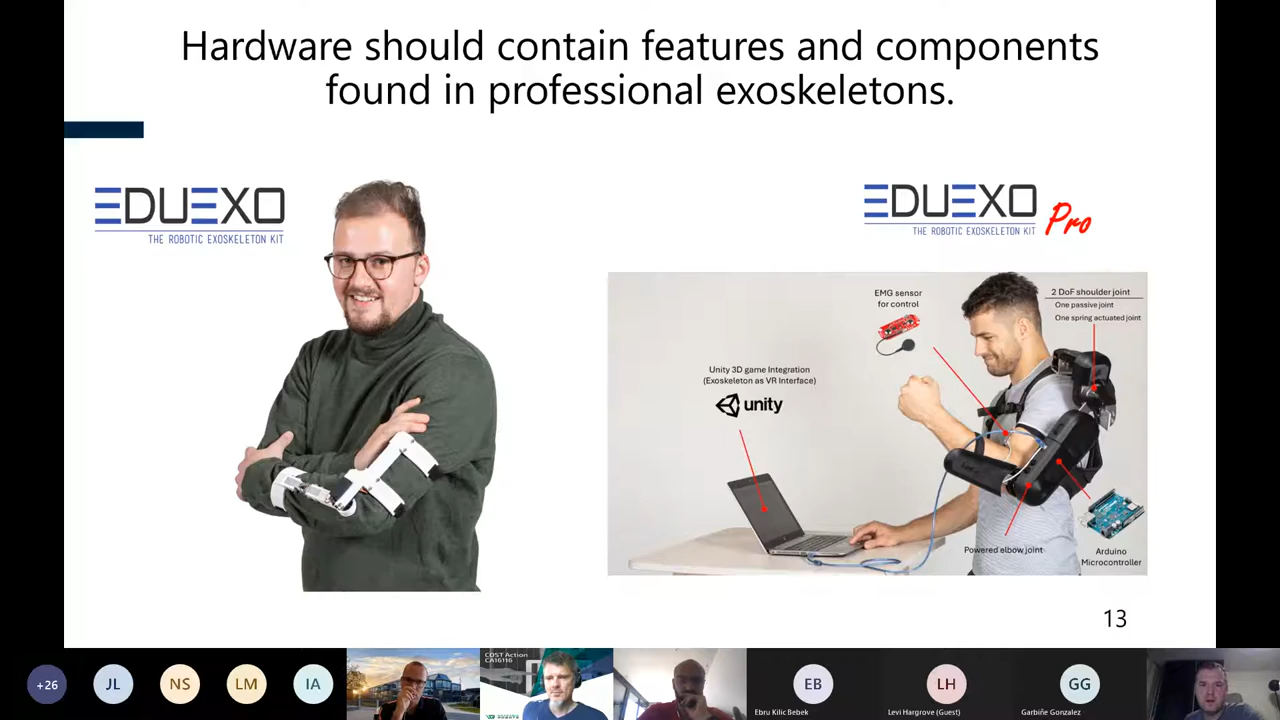 Hardware should contain features and components
found in professional exoskeletons.
EDUEXO
THE ROBOTIC EXOSKELETON KIT
EDUEXO Pro
THE ROBOTIC EXOSKELETON KIT
EMG sensor
for control
2 DoF shoulder joint
One passive joint
One spring actuated joint
Unity 3D game Integration
(Exoskeleton as VR Interface)
unity
Powered elbow joint
Arduino
Microcontroller
13
+26
JL
NS
LM
IA
COST Action
CA16116
EB
LH
GG
Ebru Kilic Bebek
Levi Hargrove (Guest)
Garbiñe Gonzalez